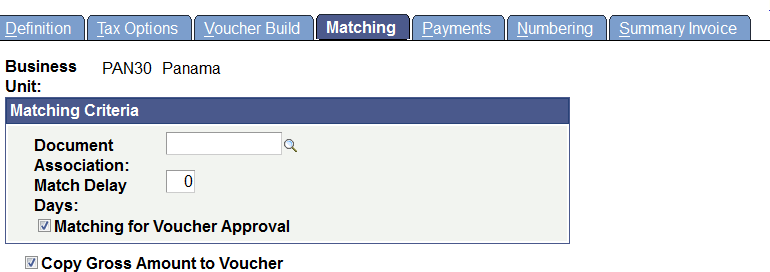 Definition Tax Options Voucher Build Matching Payments Numbering Summary Invoice
Business Unit: PAN30 Panama
Matching Criteria
Document Association:
Match Delay Days: 0
Matching for Voucher Approval
Copy Gross Amount to Voucher